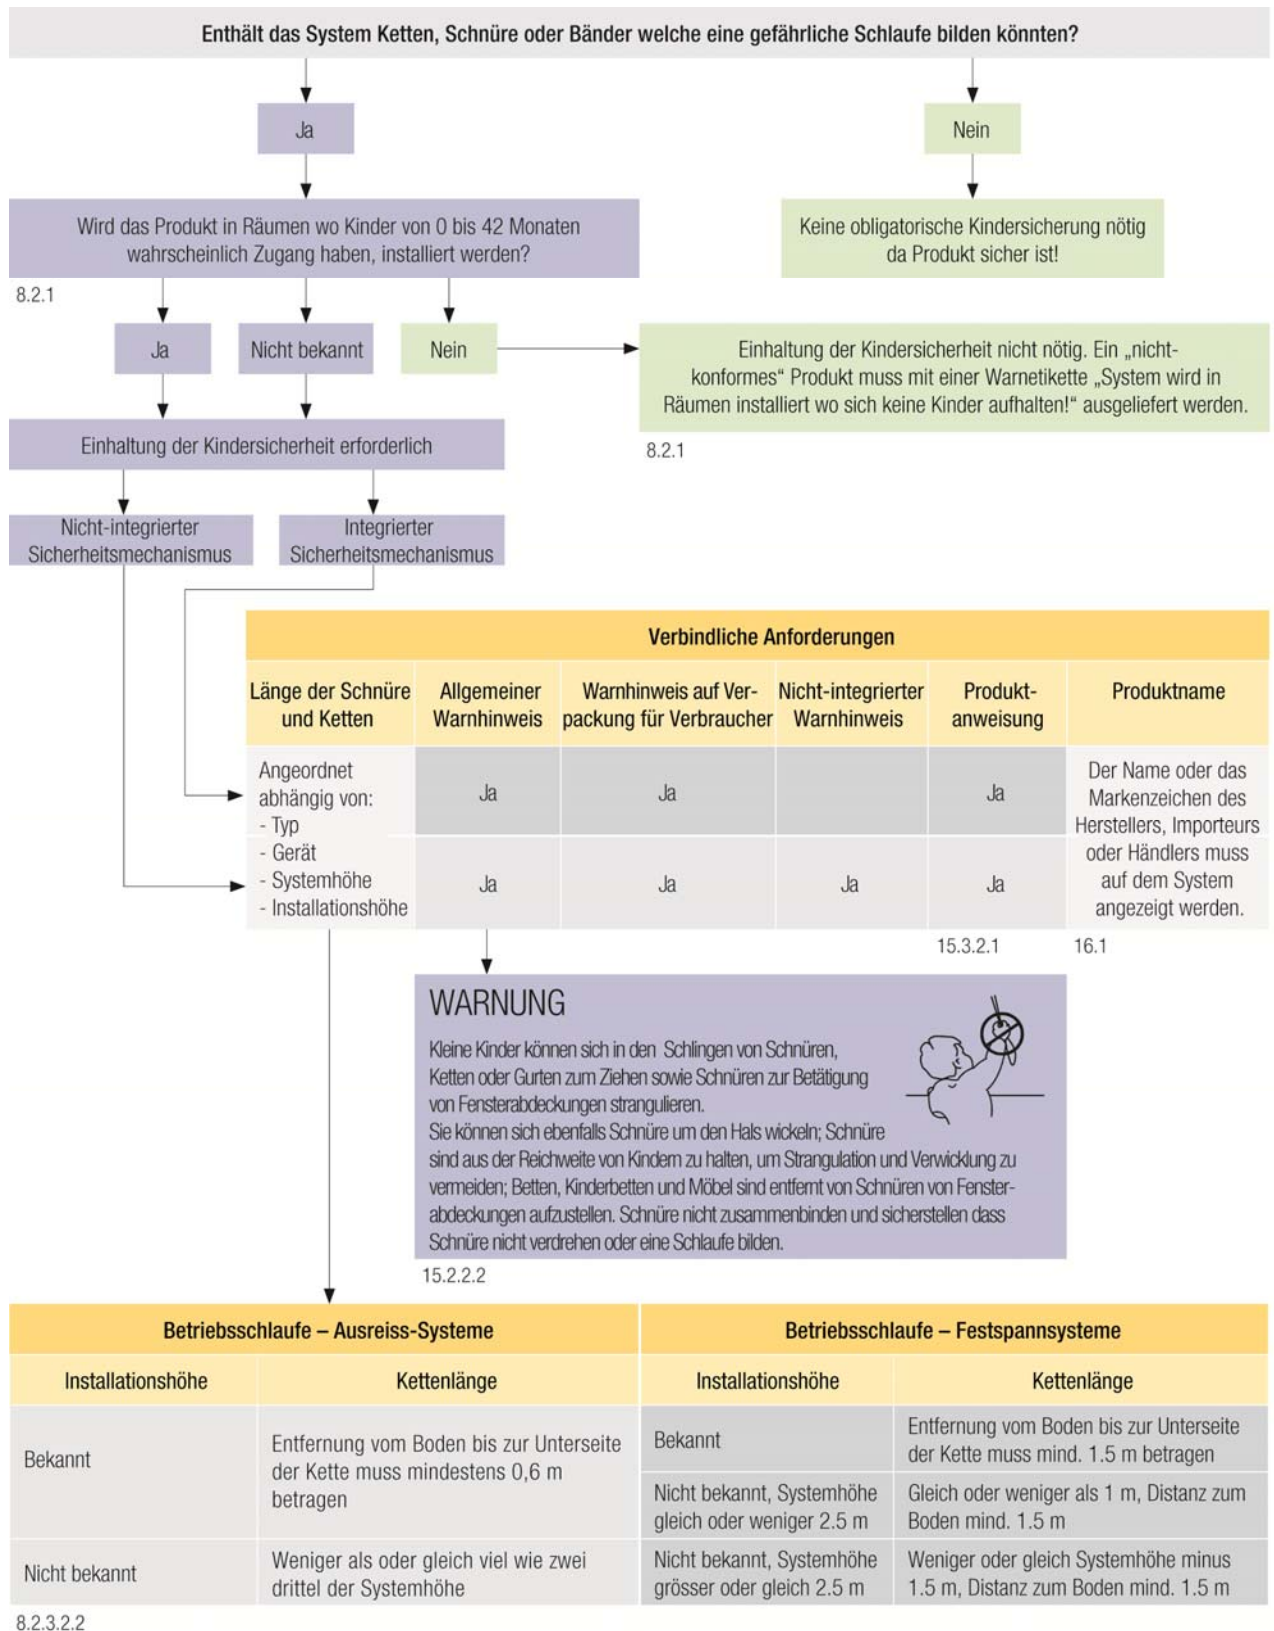 Enthält das System Ketten, Schnüre oder Bänder welche eine gefährliche Schlaufe bilden könnten?
Ja
Nein
Wird das Produkt in Räumen wo Kinder von 0 bis 42 Monaten
wahrscheinlich Zugang haben, installiert werden?
8.2.1
Keine obligatorische Kindersicherung nötig
da Produkt sicher ist!
Ja
Nicht bekannt
Nein
Einhaltung der Kindersicherheit nicht nötig. Ein „nicht-
konformes“ Produkt muss mit einer Warnetikette „System wird in
Räumen installiert wo sich keine Kinder aufhalten!“ ausgeliefert werden.
8.2.1
Einhaltung der Kindersicherheit erforderlich
Nicht-integrierter
Sicherheitsmechanismus
Integrierter
Sicherheitsmechanismus
Verbindliche Anforderungen
Länge der Schnüre
und Ketten
Allgemeiner
Warnhinweis
Warnhinweis auf Ver-
packung für Verbraucher
Nicht-integrierter
Warnhinweis
Produkt-
anweisung
Produktname
Angeordnet
abhängig von:
- Typ
- Gerät
- Systemhöhe
- Installationshöhe
Ja
Ja
Ja
Ja
Ja
Ja
Ja
Der Name oder das
Markenzeichen des
Herstellers, Importeurs
oder Händlers muss
auf dem System
angezeigt werden.
15.3.2.1
16.1
WARNUNG
Kleine Kinder können sich in den Schlingen von Schnüren,
Ketten oder Gurten zum Ziehen sowie Schnüren zur Betätigung
von Fensterabdeckungen strangulieren.
Sie können sich ebenfalls Schnüre um den Hals wickeln; Schnüre
sind aus der Reichweite von Kindern zu halten, um Strangulation und Verwicklung zu
vermeiden; Betten, Kinderbetten und Möbel sind entfernt von Schnüren von Fenster-
abdeckungen aufzustellen. Schnüre nicht zusammenbinden und sicherstellen dass
Schnüre nicht verdrehen oder eine Schlaufe bilden.
15.2.2.2
Betriebsschlaufe – Ausreiss-Systeme
Installationshöhe
Kettenlänge
Bekannt
Entfernung vom Boden bis zur Unterseite
der Kette muss mindestens 0,6 m
betragen
Nicht bekannt
Weniger als oder gleich viel wie zwei
drittel der Systemhöhe
8.2.3.2.2
Betriebsschlaufe – Festspannsysteme
Installationshöhe
Kettenlänge
Bekannt
Entfernung vom Boden bis zur Unterseite
der Kette muss mind. 1.5 m betragen
Nicht bekannt, Systemhöhe
gleich oder weniger 2.5 m
Gleich oder weniger als 1 m, Distanz zum
Boden mind. 1.5 m
Nicht bekannt, Systemhöhe
grösser oder gleich 2.5 m
Weniger oder gleich Systemhöhe minus
1.5 m, Distanz zum Boden mind. 1.5 m